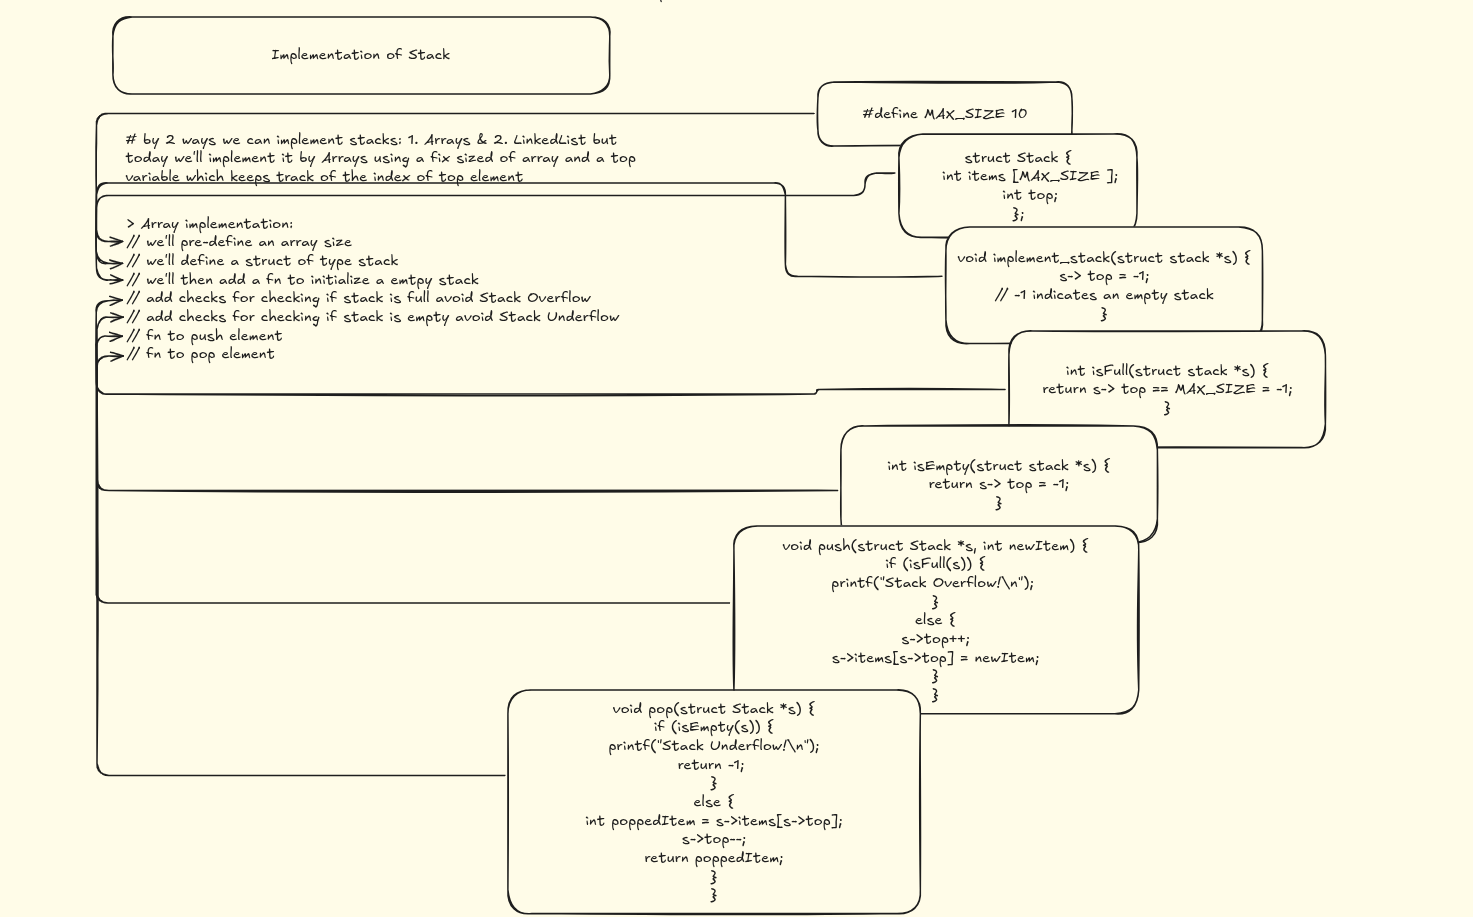 Implementation of Stack
# by 2 ways we can implement stacks: 1. Arrays & 2. LinkedList but
today we'll implement it by Arrays using a fix sized of array and a top
variable which keeps track of the index of top element
> Array implementation:
// we'll pre-define an array size
// we'll define a struct of type stack
// we'll then add a fn to initialize a emtpy stack
// add checks for checking if stack is full avoid Stack Overflow
// add checks for checking if stack is empty avoid Stack Underflow
// fn to push element
// fn to pop element
#define MAX_SIZE 10
struct Stack {
int items [MAX_SIZE ];
int top;
};
void implement_stack(struct stack *s) {
s-> top = -1;
// -1 indicates an empty stack
}
int isFull(struct stack *s) {
return s-> top == MAX_SIZE = -1;
}
int isEmpty(struct stack *s) {
return s-> top = -1;
}
void push(struct Stack *s, int newItem) {
if (isFull(s)) {
printf("Stack Overflow!\n");
}
else {
s->top++;
s->items[s->top] = newItem;
}
}
void pop(struct Stack *s) {
if (isEmpty(s)) {
printf("Stack Underflow!\n");
return -1;
}
else {
int poppedItem = s->items[s->top];
s->top--;
return poppedItem;
}
}